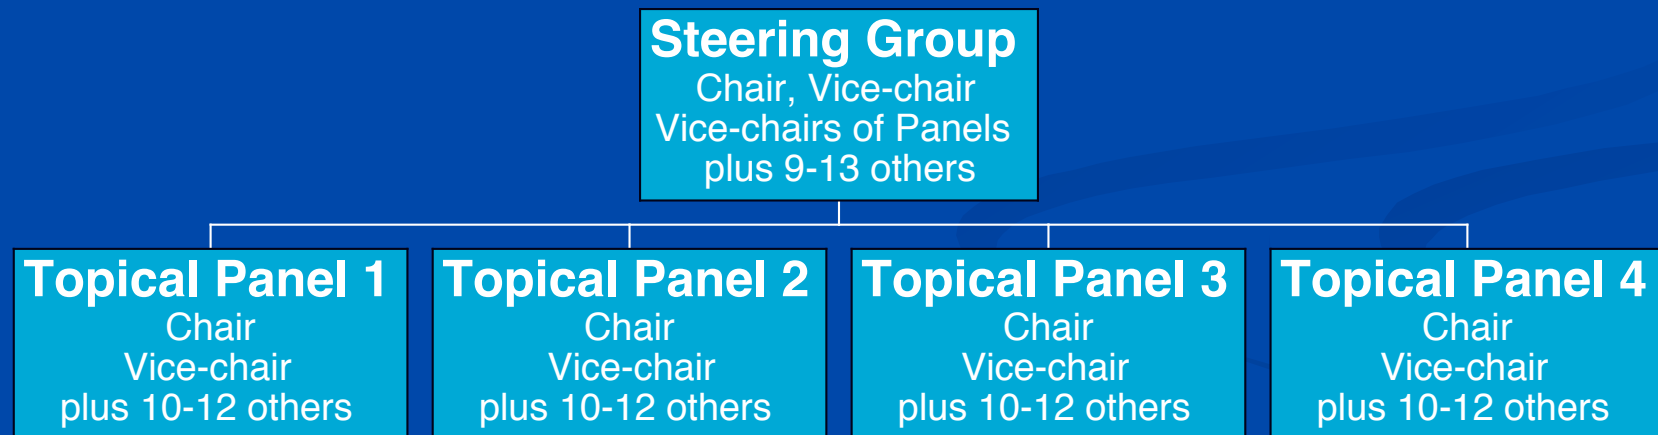 Steering Group
Chair, Vice-chair
Vice-chairs of Panels
plus 9-13 others
Topical Panel 1
Chair
Vice-chair
plus 10-12 others
Topical Panel 2
Chair
Vice-chair
plus 10-12 others
Topical Panel 3
Chair
Vice-chair
plus 10-12 others
Topical Panel 4
Chair
Vice-chair
plus 10-12 others